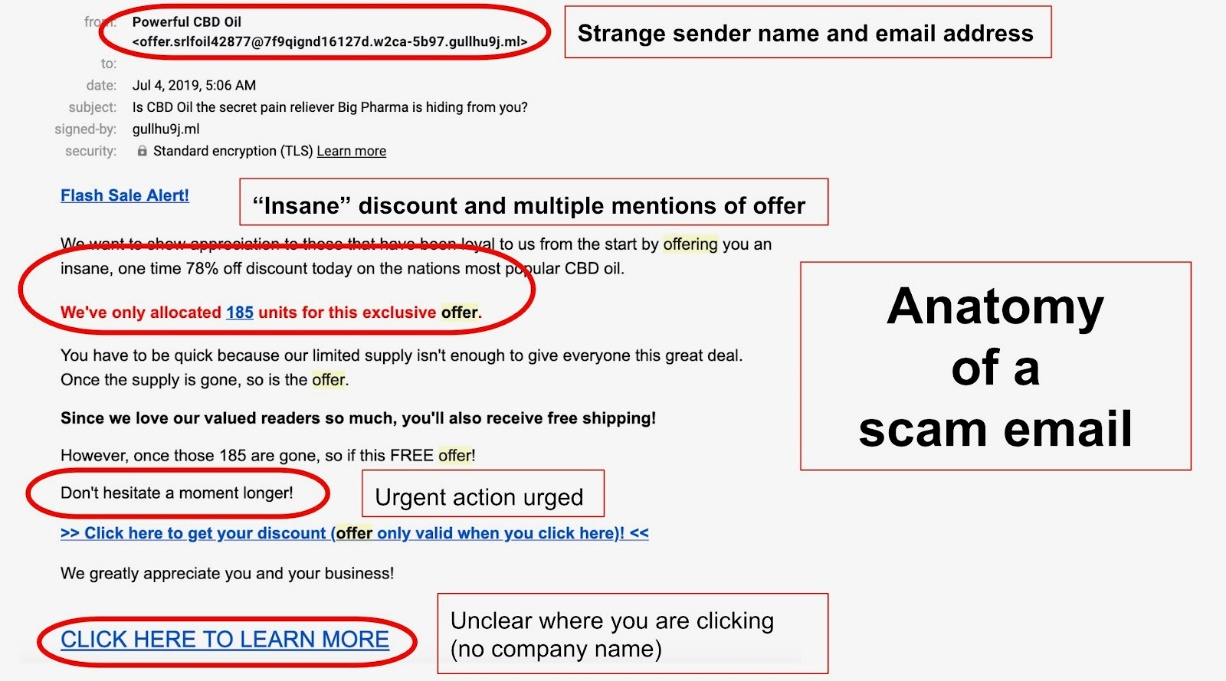 from: Powerful CBD Oil
<offer.srlfoil42877@7f9qignd16127d.w2ca-5b97.gullhu9j.ml>
Strange sender name and email address
to:
date: Jul 4, 2019, 5:06 AM
subject: Is CBD Oil the secret pain reliever Big Pharma is hiding from you?
signed-by: gullhu9j.ml
security: Standard encryption (TLS) Learn more
Flash Sale Alert!
“Insane” discount and multiple mentions of offer
We want to show appreciation to those that have been loyal to us from the start by offering you an
insane, one time 78% off discount today on the nations most popular CBD oil.
We've only allocated 185 units for this exclusive offer.
You have to be quick because our limited supply isn't enough to give everyone this great deal.
Once the supply is gone, so is the offer.
Since we love our valued readers so much, you'll also receive free shipping!
However, once those 185 are gone, so if this FREE offer!
Don't hesitate a moment longer!
Urgent action urged
>> Click here to get your discount (offer only valid when you click here)! <<
We greatly appreciate you and your business!
CLICK HERE TO LEARN MORE
Unclear where you are clicking
(no company name)
Anatomy
of a
scam email